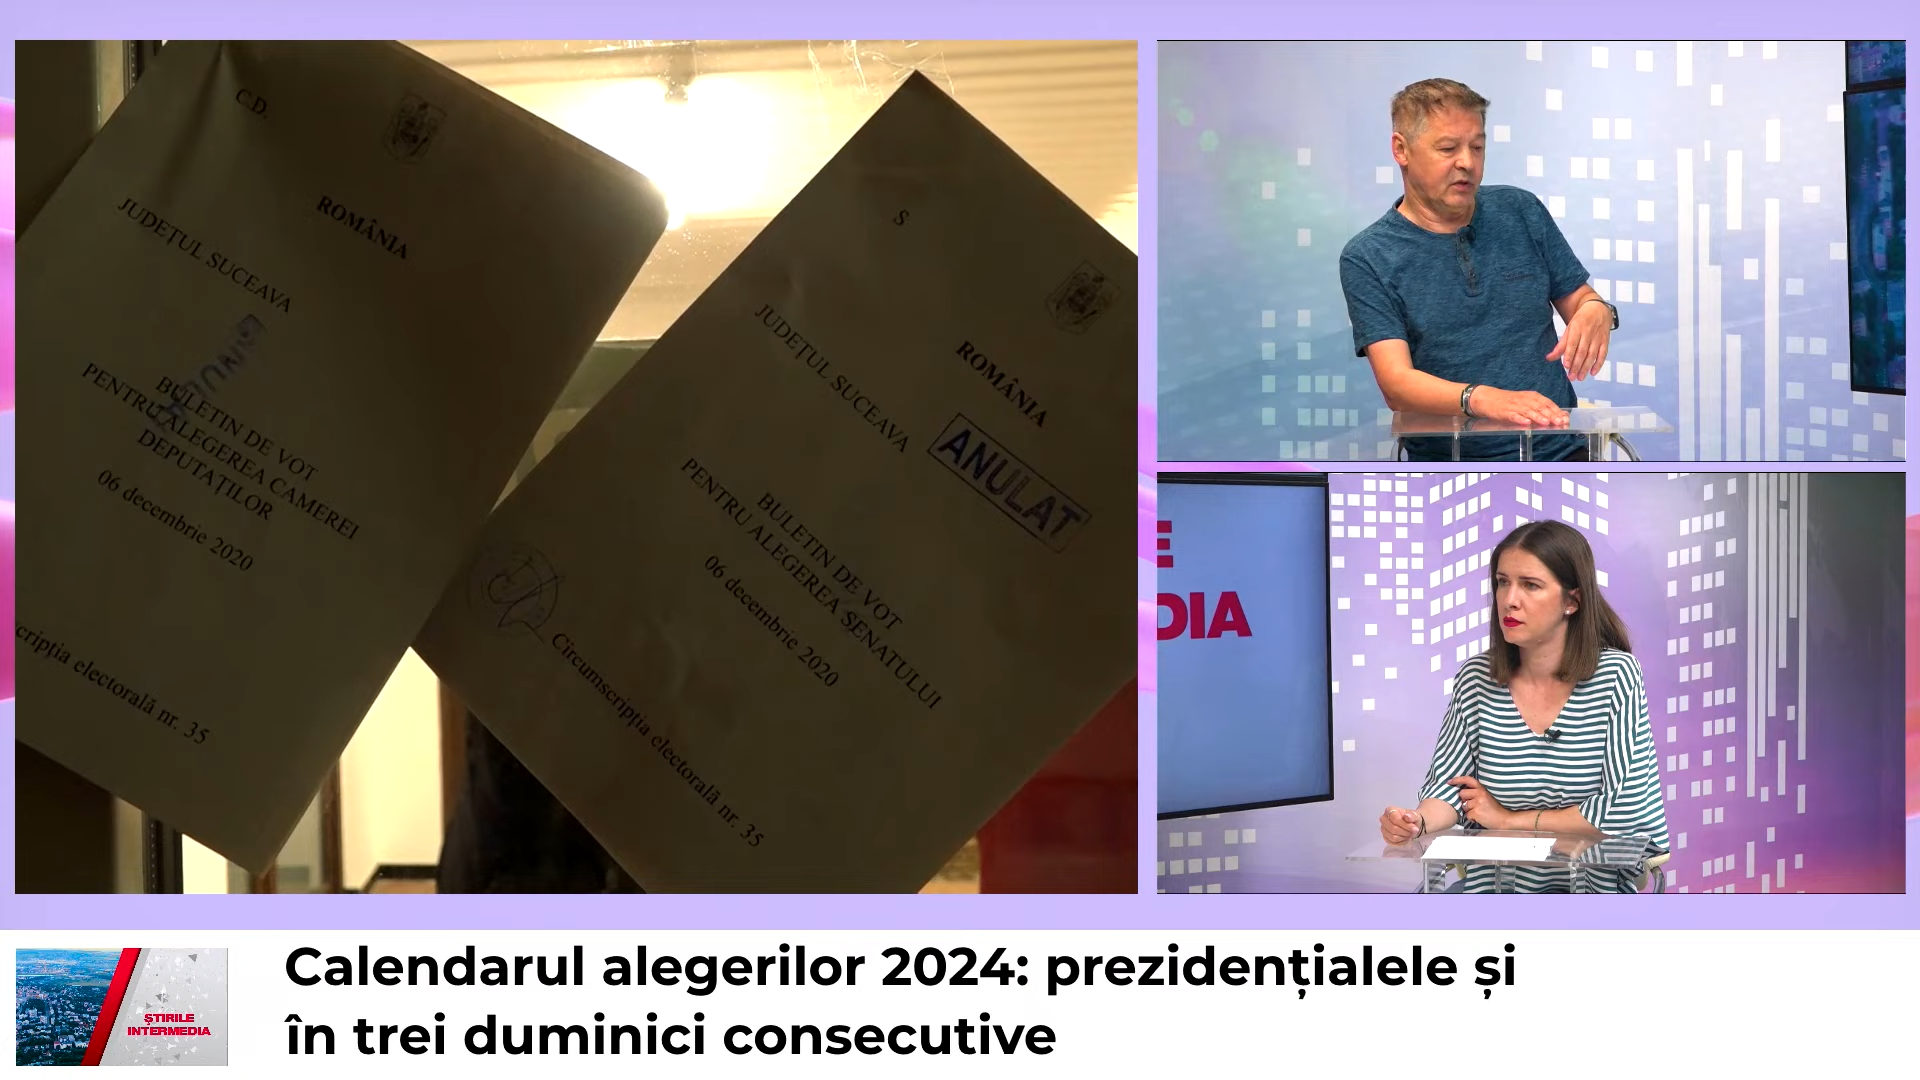 C.D.
ROMÂNIA
JUDEȚUL SUCEAVA
BULETIN DE VOT
PENTRU ALEGEREA CAMEREI
DEPUTAȚILOR
06 decembrie 2020
electorală nr. 35
S
ROMÂNIA
JUDEȚUL SUCEAVA
ANULAT
BULETIN DE VOT
PENTRU ALEGEREA SENATULUI
06 decembrie 2020
Circumscripția electorală nr. 35
E
DIA
ȘTIRILE
INTERMEDIA
Calendarul alegerilor 2024: prezidențialele și
în trei duminici consecutive